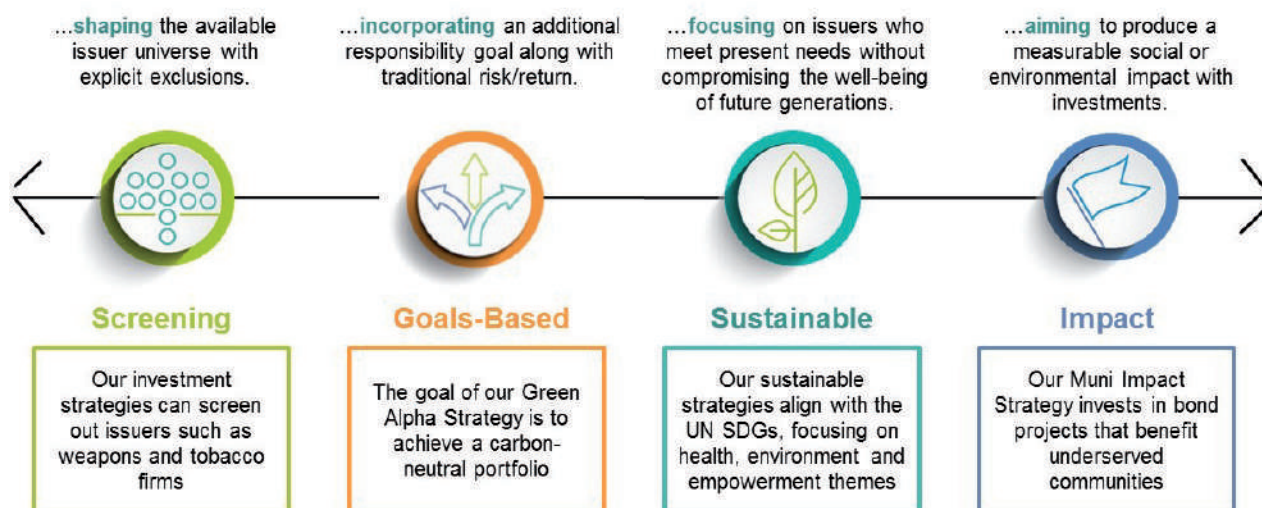 …shaping the available
issuer universe with
explicit exclusions.
…incorporating an additional
responsibility goal along with
traditional risk/return.
…focusing on issuers who
meet present needs without
compromising the well-being
of future generations.
…aiming to produce a
measurable social or
environmental impact with
investments.
Screening
Goals-Based
Sustainable
Impact
Our investment
strategies can screen
out issuers such as
weapons and tobacco
firms
The goal of our Green
Alpha Strategy is to
achieve a carbon-
neutral portfolio
Our sustainable
strategies align with the
UN SDGs, focusing on
health, environment and
empowerment themes
Our Muni Impact
Strategy invests in bond
projects that benefit
underserved
communities